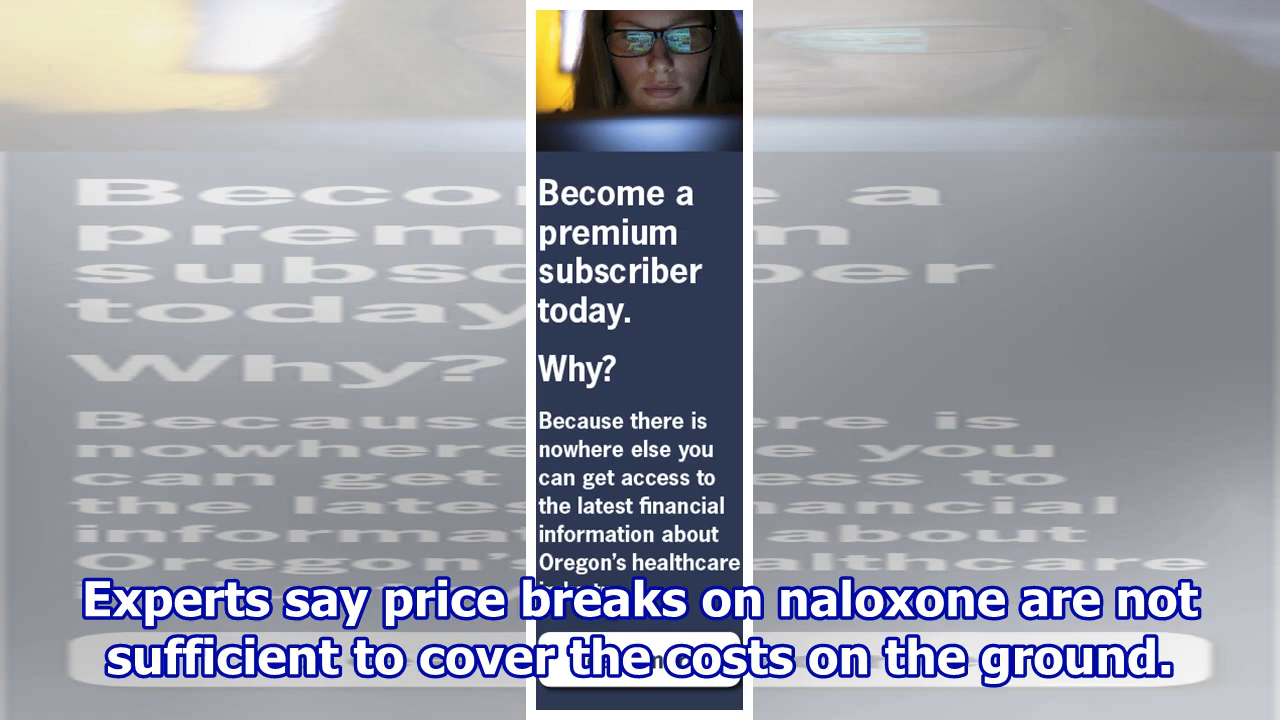 Become a
premium
subscriber
today.
Why?
Because there is
nowhere else you
can get access to
the latest financial
information about
Oregon's healthcare
Experts say price breaks on naloxone are not
sufficient to cover the costs on the ground.